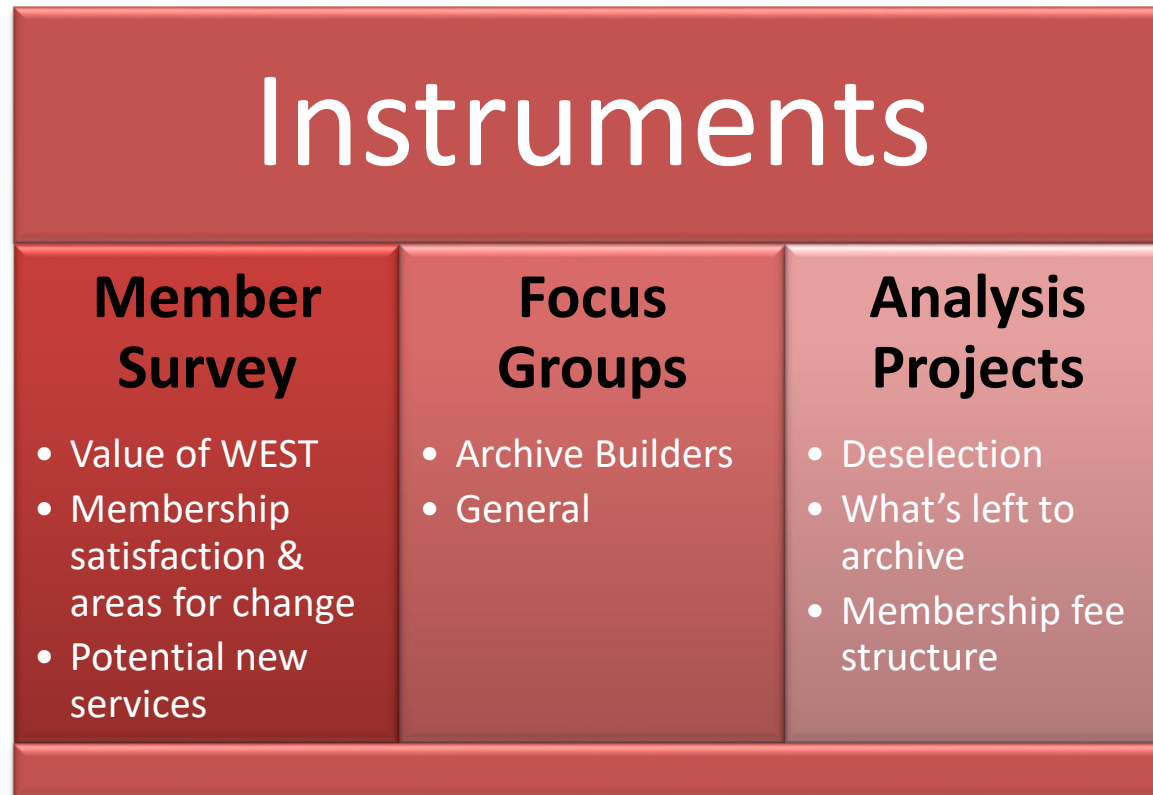 Instruments
Member
Survey
• Value of WEST
• Membership
satisfaction &
areas for change
• Potential new
services
Focus
Groups
• Archive Builders
• General
Analysis
Projects
• Deselection
• What’s left to
archive
• Membership fee
structure